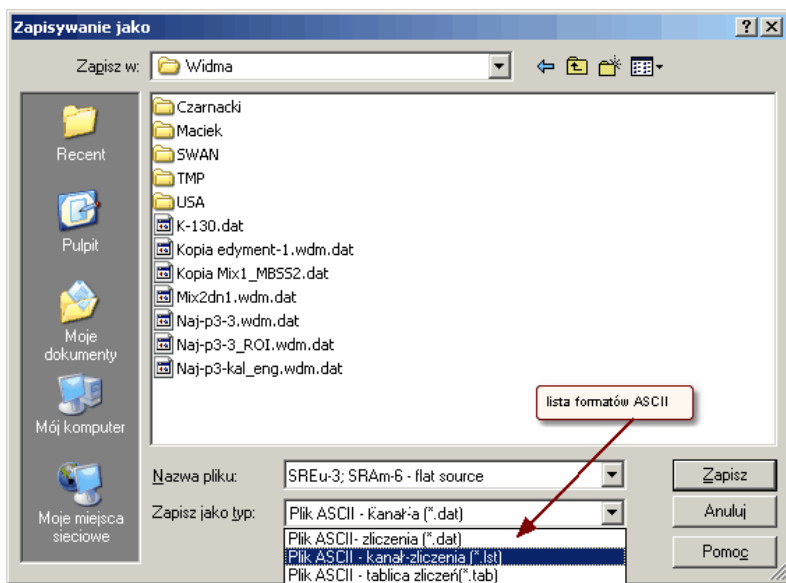 Zapisywanie jako
Zapisz w:
Widma
Recent
Pulpit
Moje
dokumenty
Mój komputer
Moje miejsca
sieciowe
Czarnacki
Maciek
SWAN
TMP
USA
K-130.dat
Kopia edyment-1.wdm.dat
Kopia Mix1_MBSS2.dat
Mix2dn1.wdm.dat
Naj-p3-3.wdm.dat
Naj-p3-3_ROI.wdm.dat
Naj-p3-kal_eng.wdm.dat
lista formatów ASCII
Nazwa pliku:
SREu-3; SRAm-6 - flat source
Zapisz
Zapisz jako typ:
Plik ASCII - Kanał-a (*.dat)
Anuluj
Plik ASCII- zliczenia (*.dat)
Plik ASCII - kanał-zliczenia (*.lst)
Plik ASCII - tablica zliczeń(*.tab)
Pomoc